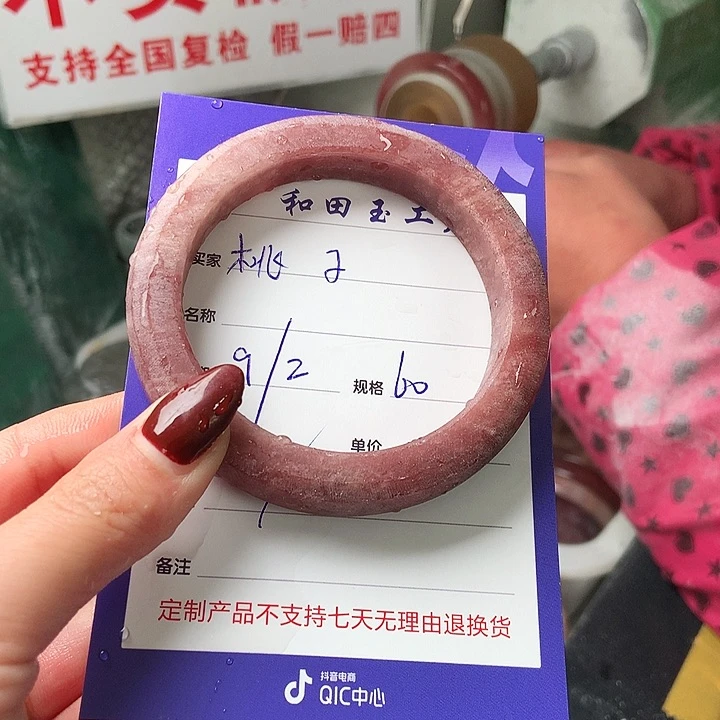 支持全国复检 假一赔四
和田玉工
买家 桃子
名称
9/2 规格 60
单价
备注
定制产品不支持七天无理由退换货
抖音电商
QIC中心